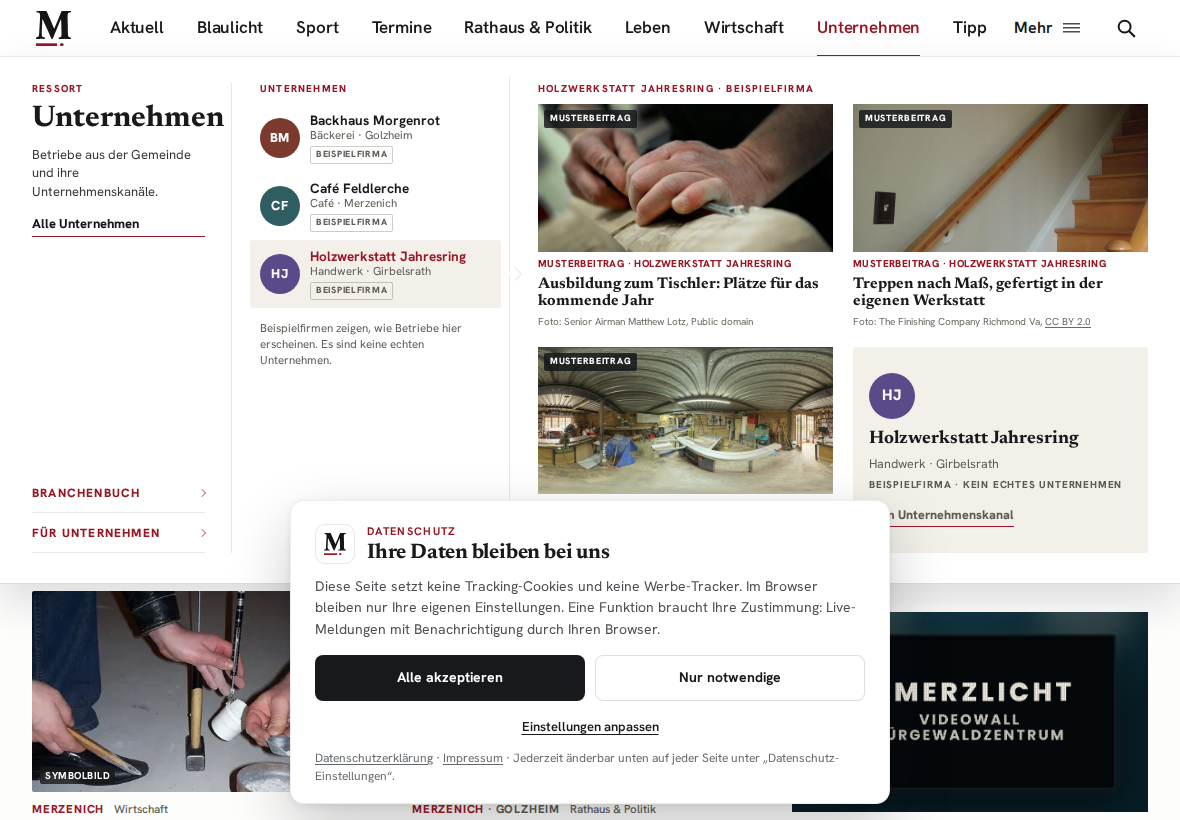 M
Aktuell
Blaulicht
Sport
Termine
Rathaus & Politik
Leben
Wirtschaft
Unternehmen
Tipp
Mehr
RESSORT
Unternehmen
Betriebe aus der Gemeinde
und ihre
Unternehmenskanäle.
Alle Unternehmen
BRANCHENBUCH
FÜR UNTERNEHMEN
UNTERNEHMEN
BM
Backhaus Morgenrot
Bäckerei · Golzheim
BEISPIELFIRMA
CF
Café Feldlerche
Café · Merzenich
BEISPIELFIRMA
HJ
Holzwerkstatt Jahresring
Handwerk · Girbelsrath
BEISPIELFIRMA
Beispielfirmen zeigen, wie Betriebe hier
erscheinen. Es sind keine echten
Unternehmen.
HOLZWERKSTATT JAHRESRING · BEISPIELFIRMA
MUSTERBEITRAG
MUSTERBEITRAG · HOLZWERKSTATT JAHRESRING
Ausbildung zum Tischler: Plätze für das
kommende Jahr
Foto: Senior Airman Matthew Lotz, Public domain
MUSTERBEITRAG
MUSTERBEITRAG · HOLZWERKSTATT JAHRESRING
Treppen nach Maß, gefertigt in der
eigenen Werkstatt
Foto: The Finishing Company Richmond Va, CC BY 2.0
MUSTERBEITRAG
HJ
Holzwerkstatt Jahresring
Handwerk · Girbelsrath
BEISPIELFIRMA · KEIN ECHTES UNTERNEHMEN
Unternehmenskanal
M
DATENSCHUTZ
Ihre Daten bleiben bei uns
Diese Seite setzt keine Tracking-Cookies und keine Werbe-Tracker. Im Browser
bleiben nur Ihre eigenen Einstellungen. Eine Funktion braucht Ihre Zustimmung: Live-
Meldungen mit Benachrichtigung durch Ihren Browser.
Alle akzeptieren
Nur notwendige
Einstellungen anpassen
Datenschutzerklärung · Impressum · Jederzeit änderbar unten auf jeder Seite unter „Datenschutz-
Einstellungen“.
SYMBOLBILD
MERZENICH Wirtschaft
MERZENICH · GOLZHEIM Rathaus & Politik
MERZLICHT
VIDEOWALL
ÜRGEWALDZENTRUM